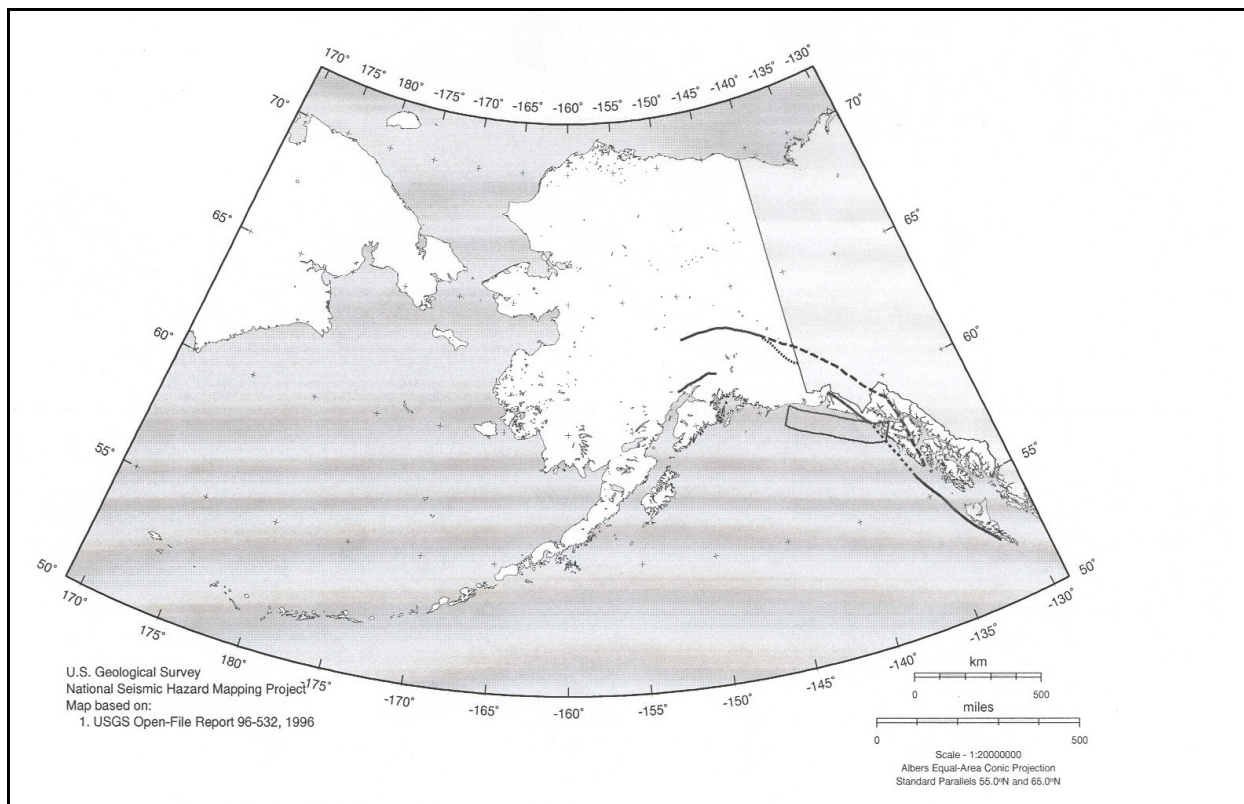 170° 175° 180° -175° -170° -165° -160° -155° -150° -145° -140° -135° -130°
70° 70°
65° 65°
60° 60°
55° 55°
50° 50°
170° 175° 180° -175° -170° -165° -160° -155° -150° -145° -140° -135° -130°
U.S. Geological Survey
National Seismic Hazard Mapping Project
Map based on:
1. USGS Open-File Report 96-532, 1996
km
0 500
miles
0 500
Scale - 1:20000000
Albers Equal-Area Conic Projection
Standard Parallels 55.0ºN and 65.0ºN